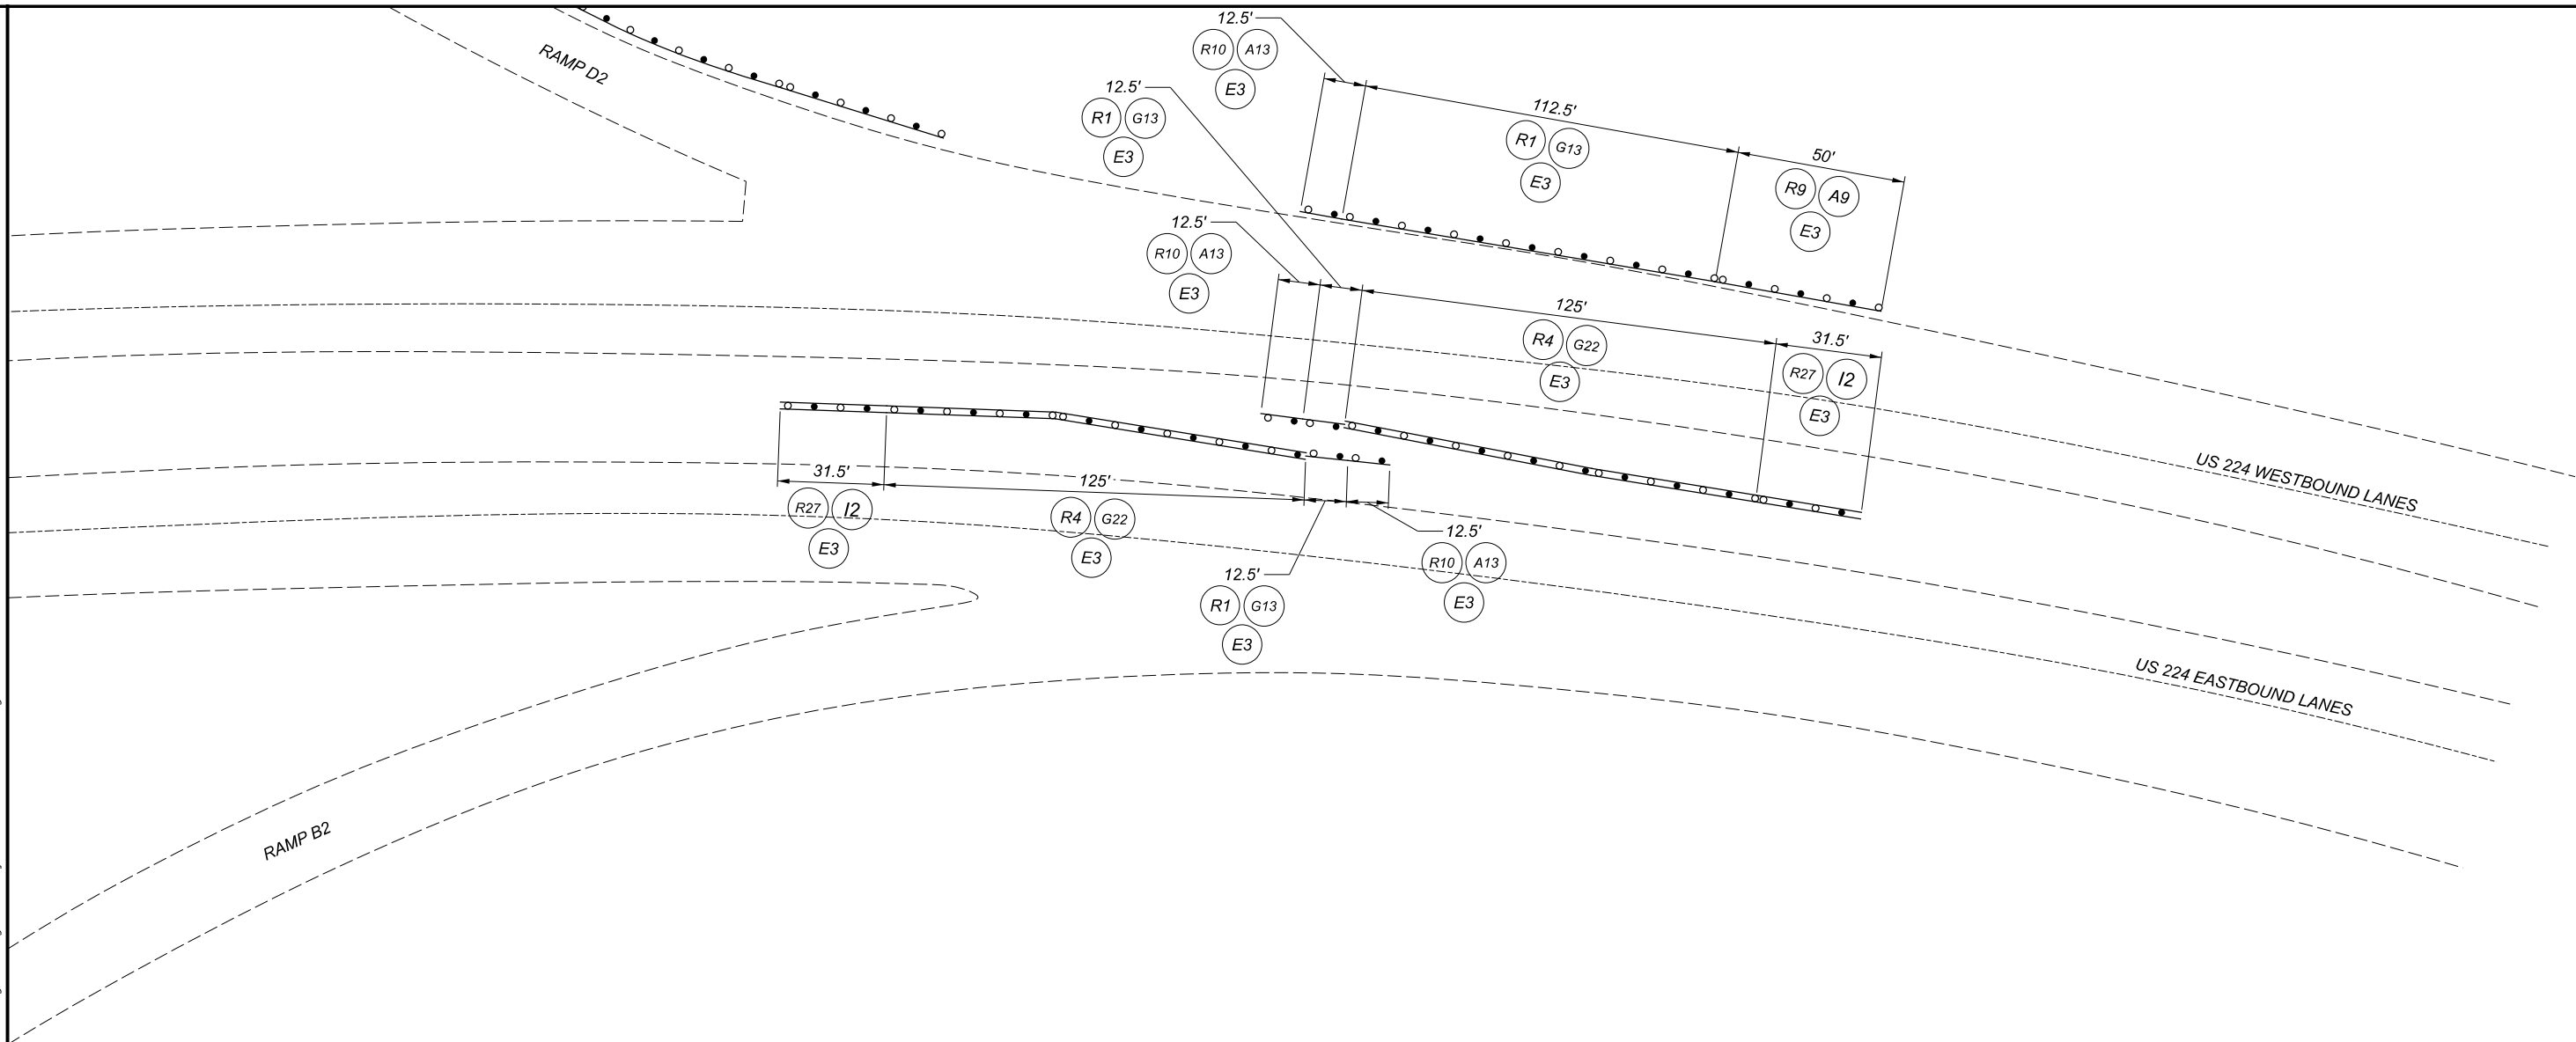 RAMP D2
12.5'
R10 A13
E3
12.5'
R1 G13
E3
112.5'
R1 G13
E3
50'
R9 A9
E3
12.5'
R10 A13
E3
125'
R4 G22
E3
31.5'
R27 I2
E3
31.5'
R27 I2
E3
125'
R4 G22
E3
12.5'
R1 G13
E3
12.5'
R10 A13
E3
US 224 WESTBOUND LANES
US 224 EASTBOUND LANES
RAMP B2